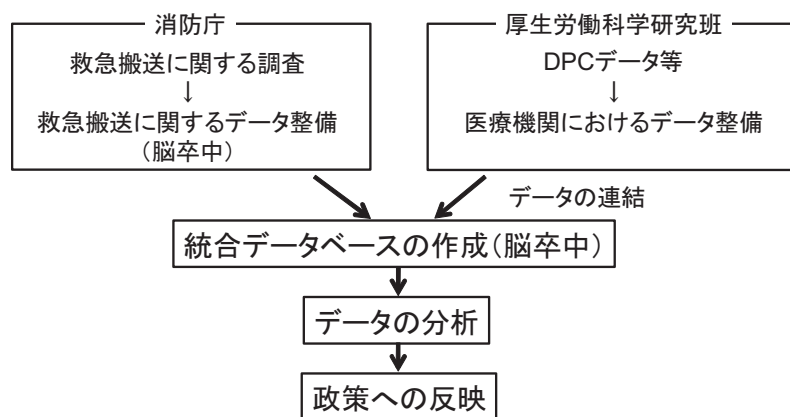 消防庁
救急搬送に関する調査
↓
救急搬送に関するデータ整備
（脳卒中）
厚生労働科学研究班
DPCデータ等
↓
医療機関におけるデータ整備
データの連結
統合データベースの作成（脳卒中）
データの分析
政策への反映